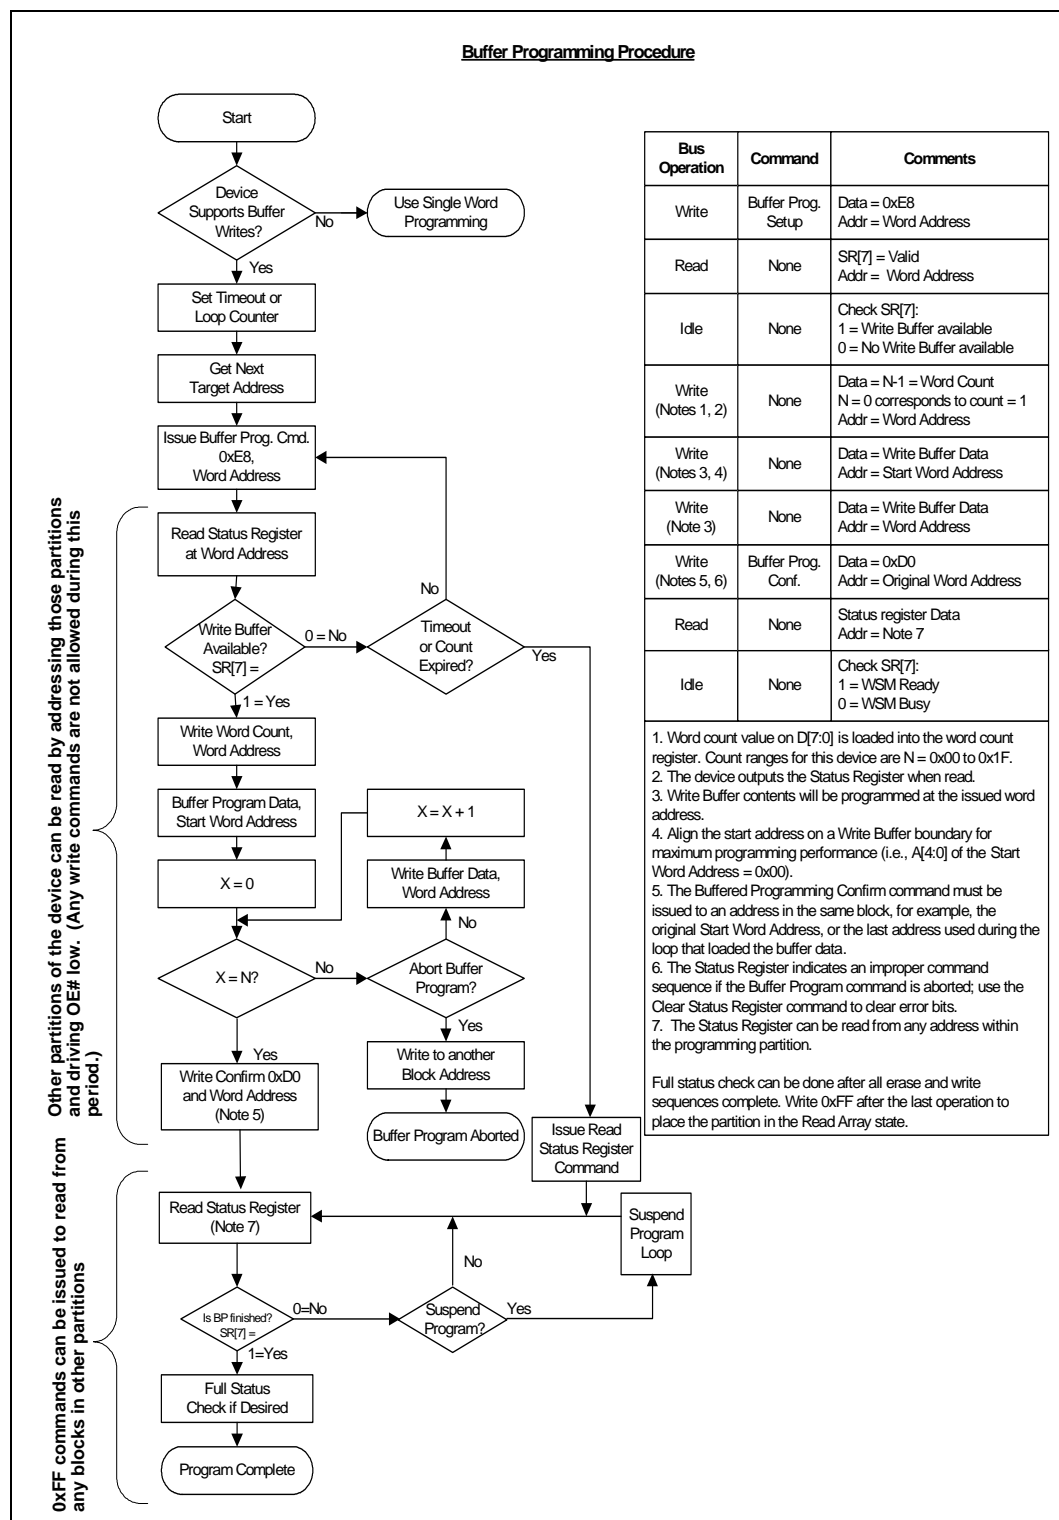 Buffer Programming Procedure
Start
Device
Supports Buffer
Writes?
No
Use Single Word
Programming
Yes
Set Timeout or
Loop Counter
Get Next
Target Address
Issue Buffer Prog. Cmd.
0xE8,
Word Address
Read Status Register
at Word Address
No
Write Buffer
Available?
SR[7] =
0 = No
Timeout
or Count
Expired?
Yes
1 = Yes
Write Word Count,
Word Address
Buffer Program Data,
Start Word Address
X = X + 1
X = 0
Write Buffer Data,
Word Address
No
X = N?
No
Abort Buffer
Program?
Yes
Yes
Write Confirm 0xD0
and Word Address
(Note 5)
Write to another
Block Address
Buffer Program Aborted
Issue Read
Status Register
Command
Read Status Register
(Note 7)
Suspend
Program
Loop
No
Is BP finished?
SR[7] =
0=No
Suspend
Program?
Yes
1=Yes
Full Status
Check if Desired
Program Complete
Other partitions of the device can be read by addressing those partitions
and driving OE# low. (Any write commands are not allowed during this
period.)
0xFF commands can be issued to read from
any blocks in other partitions
Bus
Operation
Command
Comments
Write
Buffer Prog.
Setup
Data = 0xE8
Addr = Word Address
Read
None
SR[7] = Valid
Addr = Word Address
Idle
None
Check SR[7]:
1 = Write Buffer available
0 = No Write Buffer available
Write
(Notes 1, 2)
None
Data = N-1 = Word Count
N = 0 corresponds to count = 1
Addr = Word Address
Write
(Notes 3, 4)
None
Data = Write Buffer Data
Addr = Start Word Address
Write
(Note 3)
None
Data = Write Buffer Data
Addr = Word Address
Write
(Notes 5, 6)
Buffer Prog.
Conf.
Data = 0xD0
Addr = Original Word Address
Read
None
Status register Data
Addr = Note 7
Idle
None
Check SR[7]:
1 = WSM Ready
0 = WSM Busy
1. Word count value on D[7:0] is loaded into the word count
register. Count ranges for this device are N = 0x00 to 0x1F.
2. The device outputs the Status Register when read.
3. Write Buffer contents will be programmed at the issued word
address.
4. Align the start address on a Write Buffer boundary for
maximum programming performance (i.e., A[4:0] of the Start
Word Address = 0x00).
5. The Buffered Programming Confirm command must be
issued to an address in the same block, for example, the
original Start Word Address, or the last address used during the
loop that loaded the buffer data.
6. The Status Register indicates an improper command
sequence if the Buffer Program command is aborted; use the
Clear Status Register command to clear error bits.
7. The Status Register can be read from any address within
the programming partition.
Full status check can be done after all erase and write
sequences complete. Write 0xFF after the last operation to
place the partition in the Read Array state.